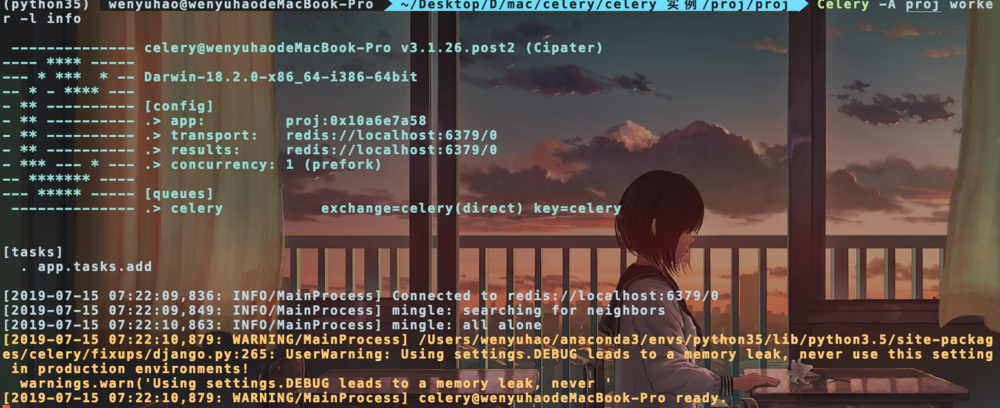 (python35) wenyuhao@wenyuhaodeMacBook-Pro ~/Desktop/D/mac/celery/celery 实例/proj/proj Celery -A proj worke
r -l info
-------------- celery@wenyuhaodeMacBook-Pro v3.1.26.post2 (Cipater)
---- **** -----
--- * ***  * -- Darwin-18.2.0-x86_64-i386-64bit
-- * - **** ---
- ** ---------- [config]
- ** ---------- .> app:         proj:0x10a6e7a58
- ** ---------- .> transport:   redis://localhost:6379/0
- ** ---------- .> results:     redis://localhost:6379/0
- *** --- * --- .> concurrency: 1 (prefork)
-- ******* ----
--- ***** ----- [queues]
-------------- .> celery           exchange=celery(direct) key=celery
[tasks]
. app.tasks.add
[2019-07-15 07:22:09,836: INFO/MainProcess] Connected to redis://localhost:6379/0
[2019-07-15 07:22:09,849: INFO/MainProcess] mingle: searching for neighbors
[2019-07-15 07:22:10,863: INFO/MainProcess] mingle: all alone
[2019-07-15 07:22:10,879: WARNING/MainProcess] /Users/wenyuhao/anaconda3/envs/python35/lib/python3.5/site-packag
es/celery/fixups/django.py:265: UserWarning: Using settings.DEBUG leads to a memory leak, never use this setting
in production environments!
warnings.warn('Using settings.DEBUG leads to a memory leak, never '
[2019-07-15 07:22:10,879: WARNING/MainProcess] celery@wenyuhaodeMacBook-Pro ready.